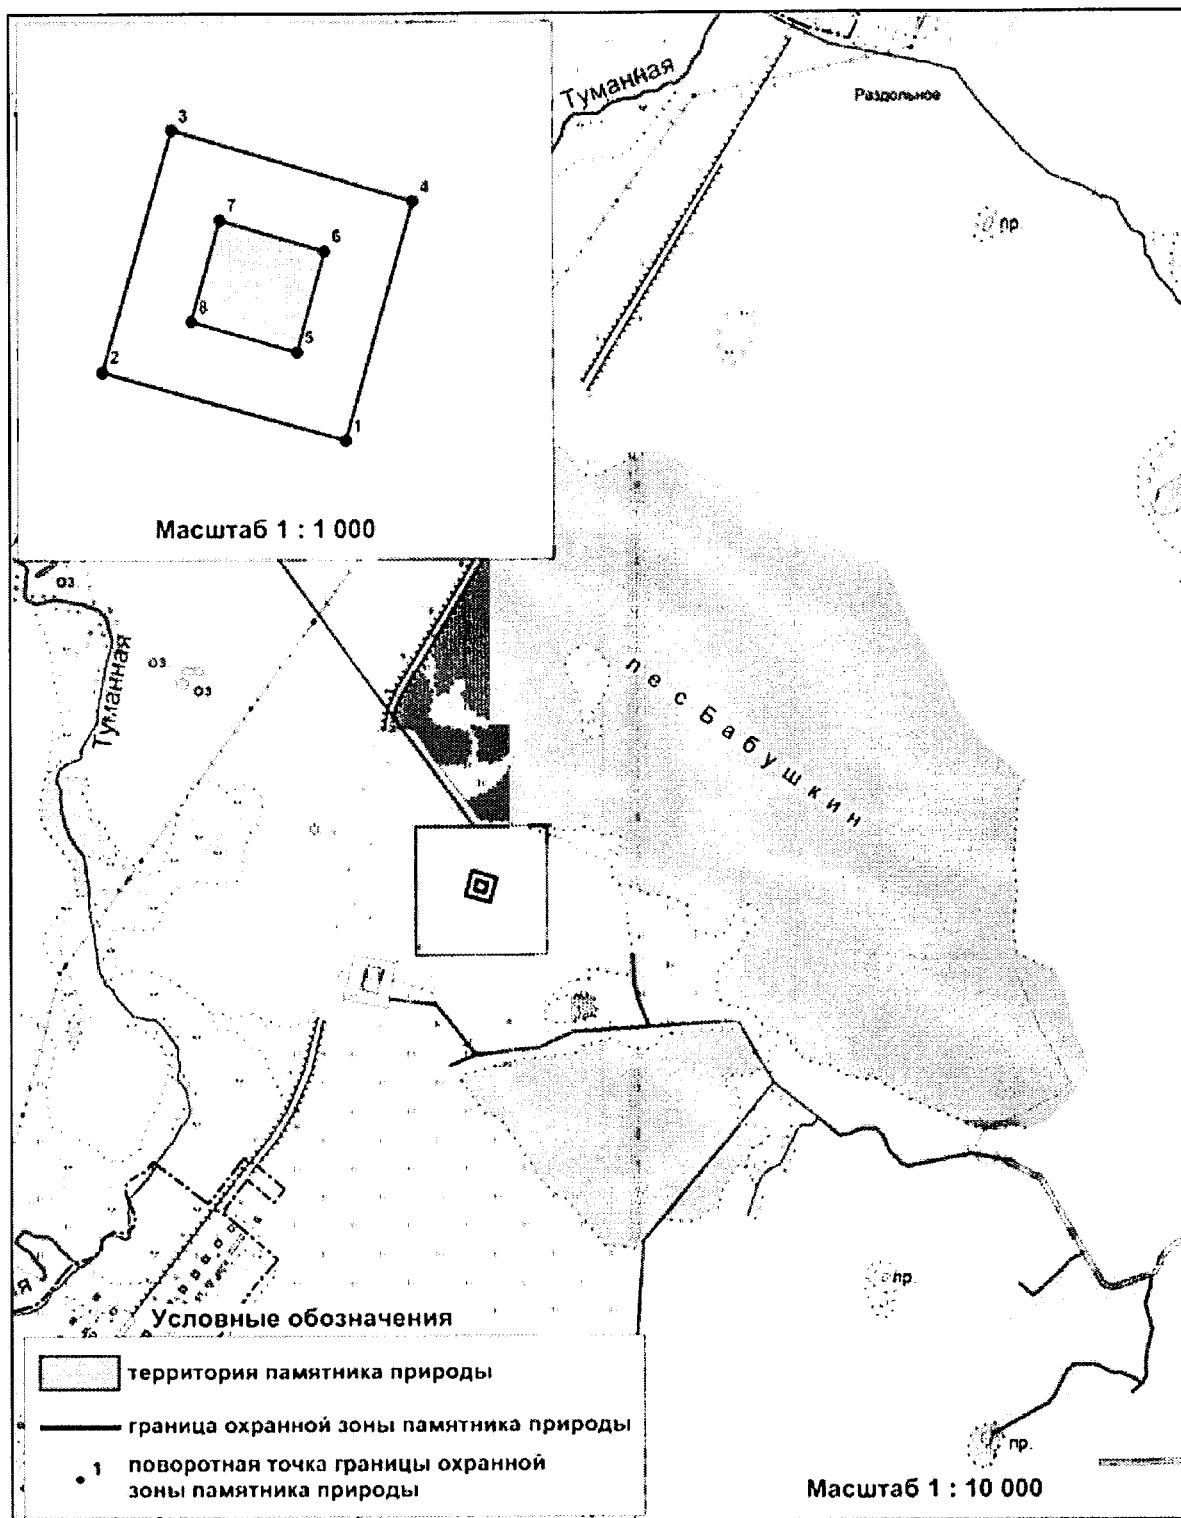 3
4
7
6
8
5
2
1
Масштаб 1 : 1 000
Туманная
Раздольное
пр.
оз
оз
оз
Туманная
лес Бабушкин
пр.
пр.
Условные обозначения
территория памятника природы
граница охранной зоны памятника природы
1 поворотная точка границы охранной
зоны памятника природы
Масштаб 1 : 10 000